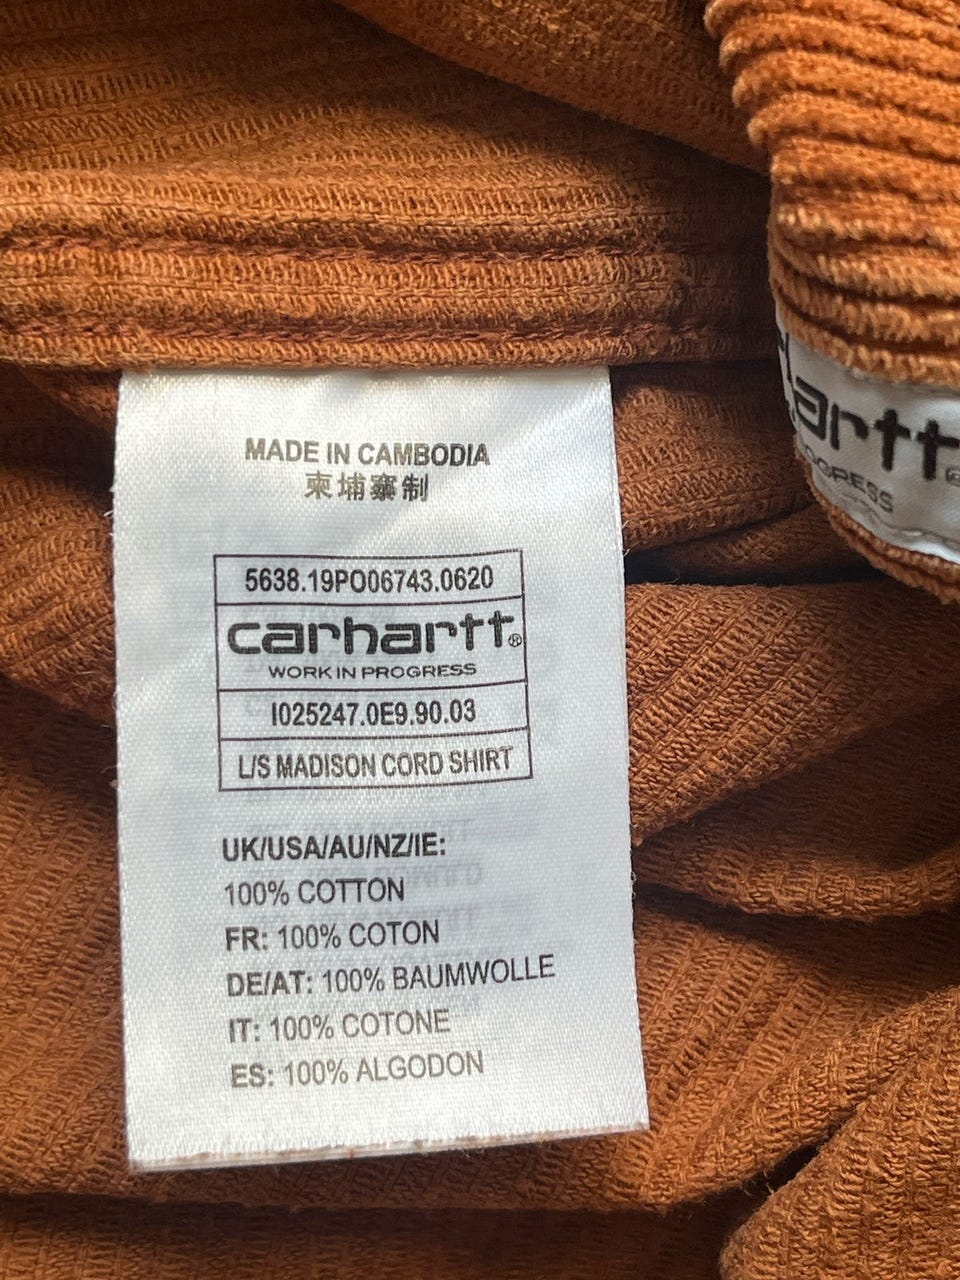 MADE IN CAMBODIA
柬埔寨制
5638.19PO06743.0620
carhartt®
WORK IN PROGRESS
I025247.0E9.90.03
L/S MADISON CORD SHIRT
UK/USA/AU/NZ/IE:
100% COTTON
FR: 100% COTON
DE/AT: 100% BAUMWOLLE
IT: 100% COTONE
ES: 100% ALGODON
artt
OGRESS